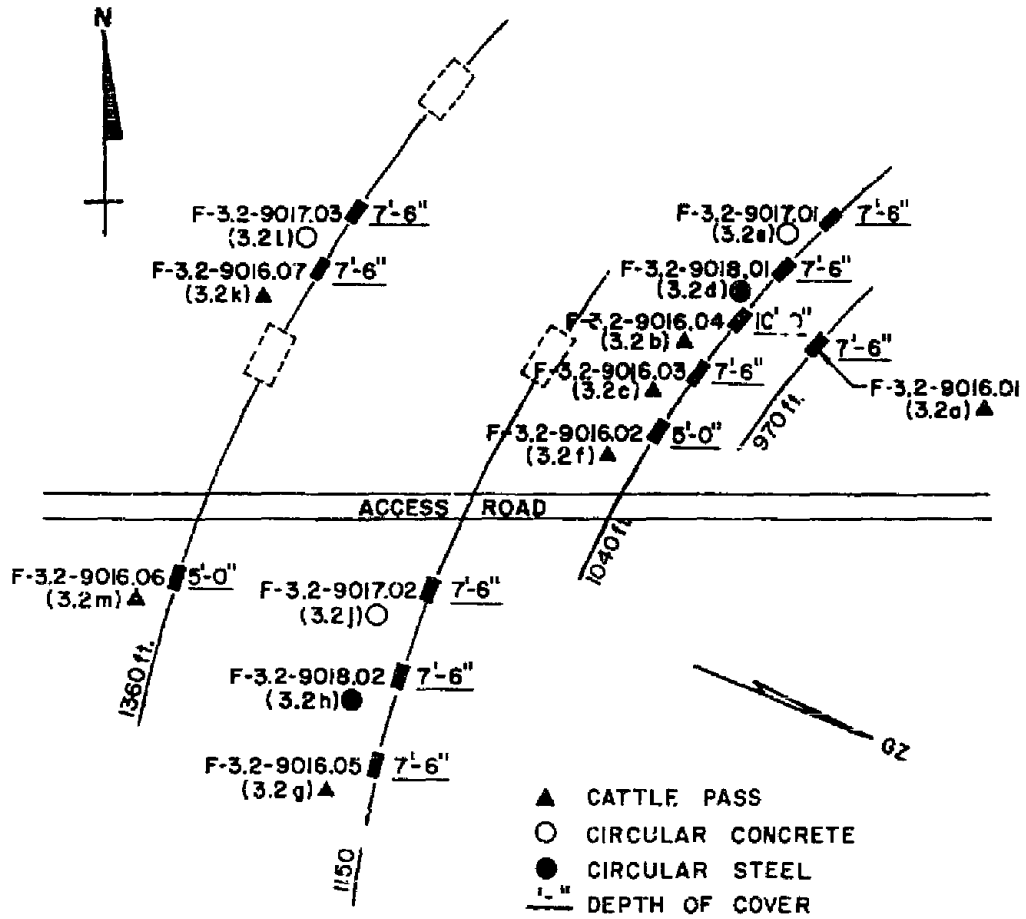 N
F-3.2-9017.03 7'-6"
(3.2l)
F-3.2-9016.07 7'-6"
(3.2k)
F-3.2-9017.01 7'-6"
(3.2e)
F-3.2-9018.01 7'-6"
(3.2d)
F-3.2-9016.04 10'-0"
(3.2b)
7'-6"
F-3.2-9016.03 7'-6"
(3.2c)
F-3.2-9016.01
(3.2a)
970 ft.
F-3.2-9016.02 5'-0"
(3.2f)
ACCESS ROAD
1040 ft.
F-3.2-9016.06 5'-0"
(3.2m)
F-3.2-9017.02 7'-6"
(3.2j)
F-3.2-9018.02 7'-6"
(3.2h)
1360 ft.
GZ
F-3.2-9016.05 7'-6"
(3.2g)
1150
CATTLE PASS
CIRCULAR CONCRETE
CIRCULAR STEEL
'-" DEPTH OF COVER